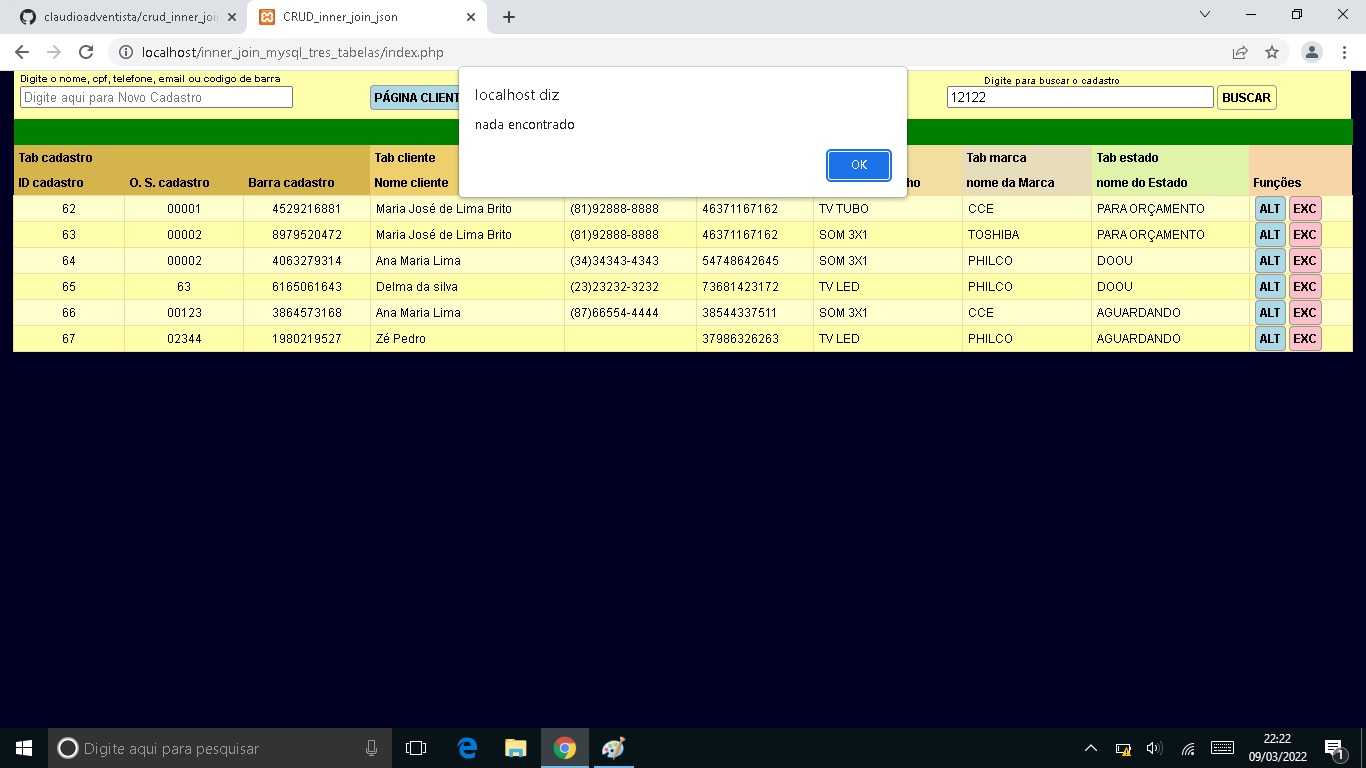 claudioadventista/crud_inner_joi
CRUD_inner_join_json
localhost/inner_join_mysql_tres_tabelas/index.php
Digite o nome, cpf, telefone, email ou codigo de barra
Digite aqui para Novo Cadastro
PÁGINA CLIENT
localhost diz
nada encontrado
OK
Digite para buscar o cadastro
12122
BUSCAR
Tab cadastro Tab cliente Tab marca Tab estado
ID cadastro O. S. cadastro Barra cadastro Nome cliente ho nome da Marca nome do Estado Funções
62 00001 4529216881 Maria José de Lima Brito (81)92888-8888 46371167162 TV TUBO CCE PARA ORÇAMENTO ALT EXC
63 00002 8979520472 Maria José de Lima Brito (81)92888-8888 46371167162 SOM 3X1 TOSHIBA PARA ORÇAMENTO ALT EXC
64 00002 4063279314 Ana Maria Lima (34)34343-4343 54748642645 SOM 3X1 PHILCO DOOU ALT EXC
65 63 6165061643 Delma da silva (23)23232-3232 73681423172 TV LED PHILCO DOOU ALT EXC
66 00123 3864573168 Ana Maria Lima (87)66554-4444 38544337511 SOM 3X1 CCE AGUARDANDO ALT EXC
67 02344 1980219527 Zé Pedro 37986326263 TV LED PHILCO AGUARDANDO ALT EXC
Digite aqui para pesquisar
22:22
09/03/2022
1